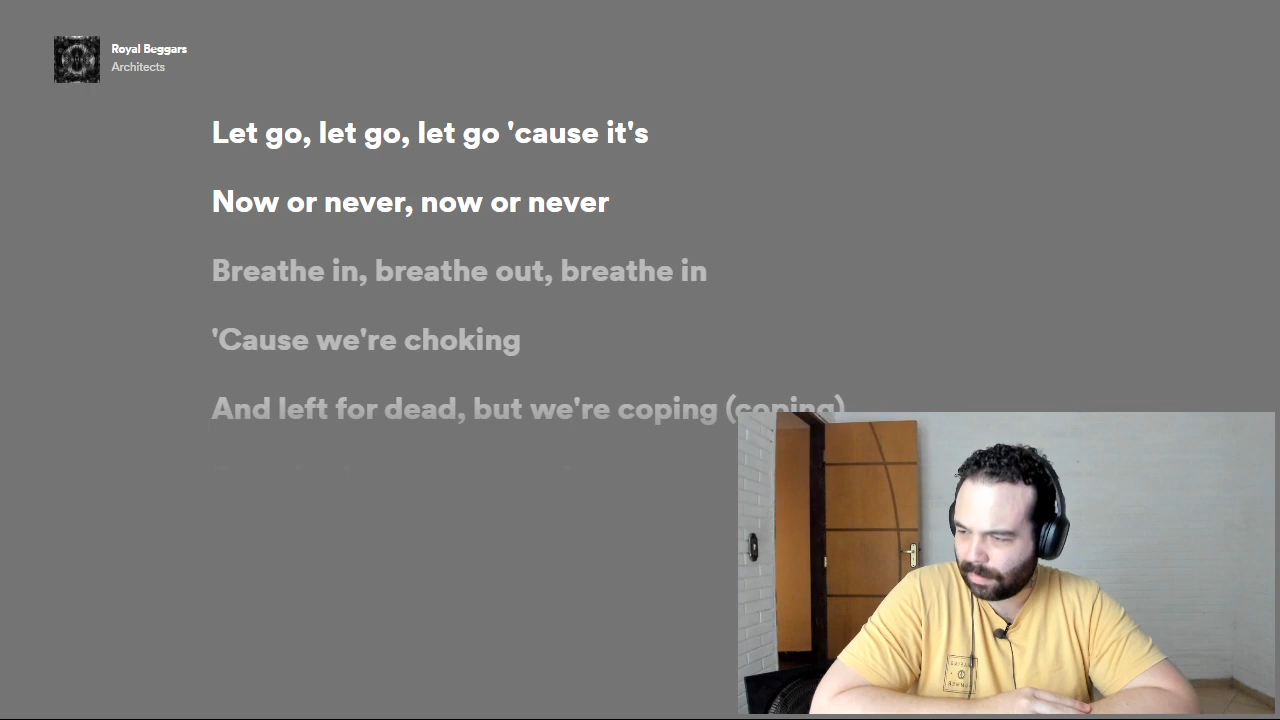 Royal Beggars
Architects
Let go, let go, let go 'cause it's
Now or never, now or never
Breathe in, breathe out, breathe in
'Cause we're choking
And left for dead, but we're coping (coping)